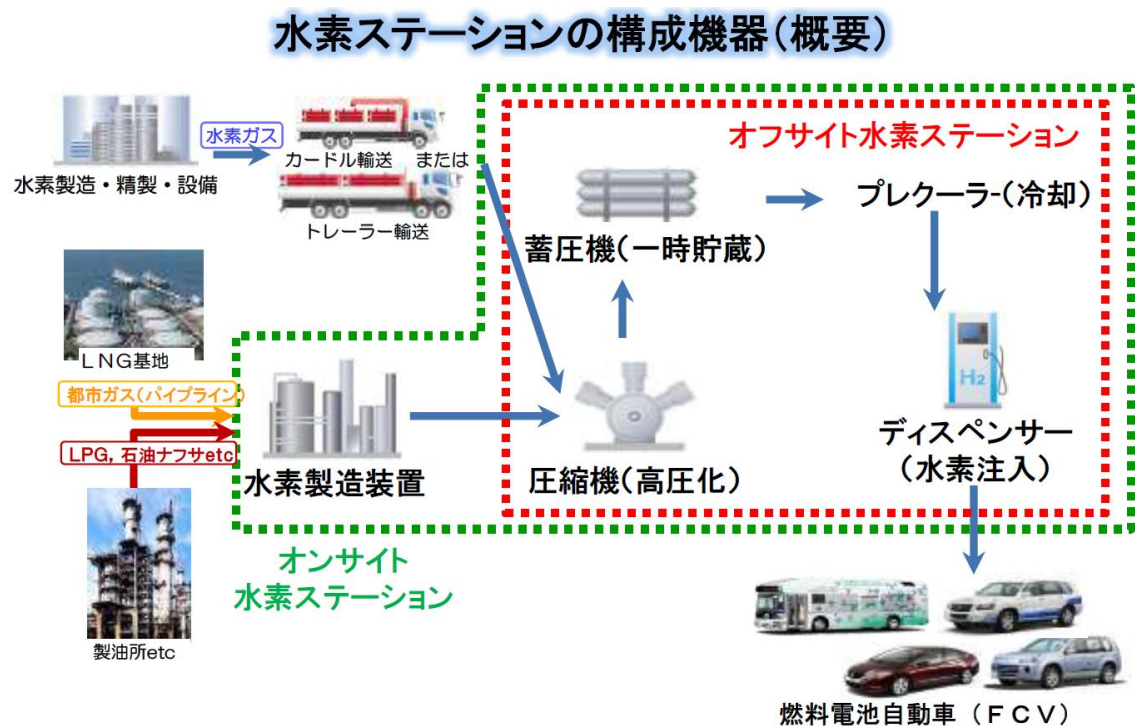 水素ステーションの構成機器(概要)
水素ガス
水素製造・精製・設備
カードル輸送　または
トレーラー輸送
オフサイト水素ステーション
蓄圧機(一時貯蔵)
プレクーラ-(冷却)
LNG基地
都市ガス(パイプライン)
LPG, 石油ナフサetc
水素製造装置
圧縮機(高圧化)
H2
ディスペンサー
(水素注入)
オンサイト
水素ステーション
製油所etc
燃料電池自動車（ＦＣＶ）